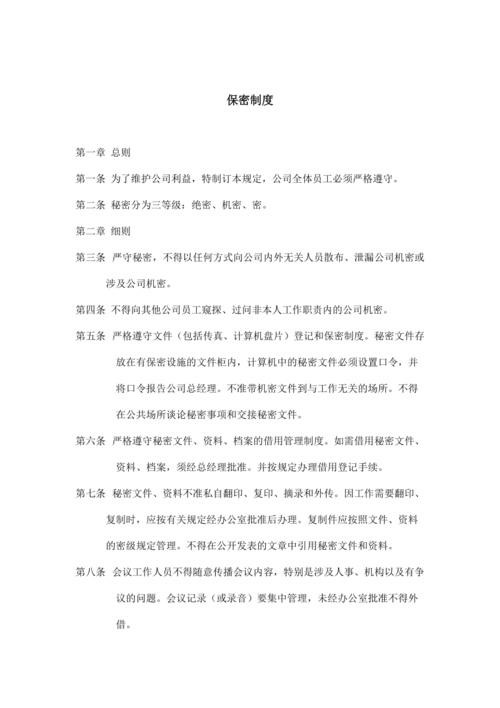 保密制度
第一章 总则
第一条 为了维护公司利益，特制订本规定，公司全体员工必须严格遵守。
第二条 秘密分为三等级：绝密、机密、密。
第二章 细则
第三条 严守秘密，不得以任何方式向公司内外无关人员散布、泄漏公司机密或
涉及公司机密。
第四条 不得向其他公司员工窥探、过问非本人工作职责内的公司机密。
第五条 严格遵守文件（包括传真、计算机盘片）登记和保密制度。秘密文件存
放在有保密设施的文件柜内，计算机中的秘密文件必须设置口令，并
将口令报告公司总经理。不准带机密文件到与工作无关的场所。不得
在公共场所谈论秘密事项和交接秘密文件。
第六条 严格遵守秘密文件、资料、档案的借用管理制度。如需借用秘密文件、
资料、档案，须经总经理批准。并按规定办理借用登记手续。
第七条 秘密文件、资料不准私自翻印、复印、摘录和外传。因工作需要翻印、
复制时，应按有关规定经办公室批准后办理。复制件应按照文件、资料
的密级规定管理。不得在公开发表的文章中引用秘密文件和资料。
第八条 会议工作人员不得随意传播会议内容，特别是涉及人事、机构以及有争
议的问题。会议记录（或录音）要集中管理，未经办公室批准不得外
借。